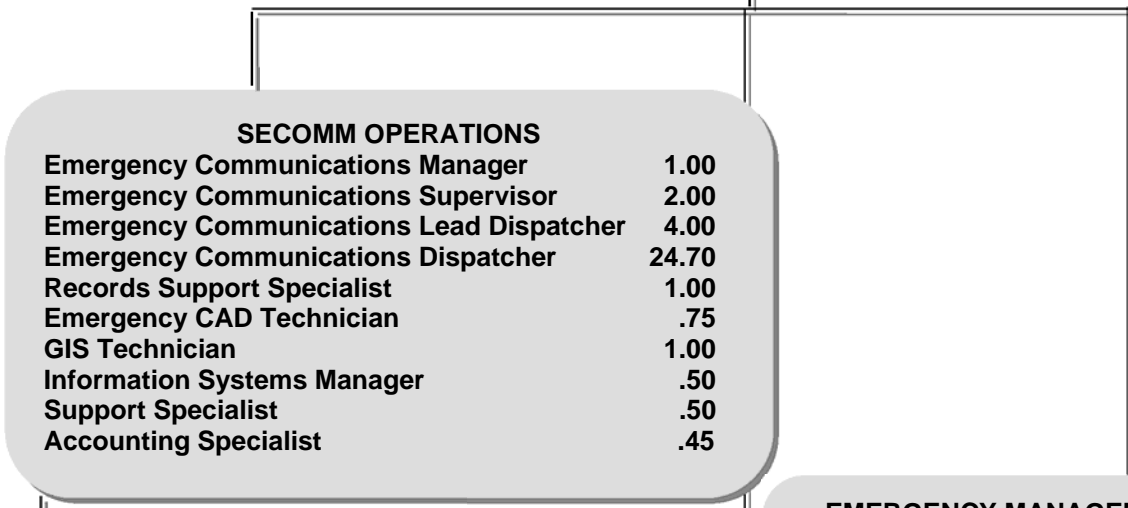 SECOMM OPERATIONS
Emergency Communications Manager 1.00
Emergency Communications Supervisor 2.00
Emergency Communications Lead Dispatcher 4.00
Emergency Communications Dispatcher 24.70
Records Support Specialist 1.00
Emergency CAD Technician .75
GIS Technician 1.00
Information Systems Manager .50
Support Specialist .50
Accounting Specialist .45
EMERGENCY